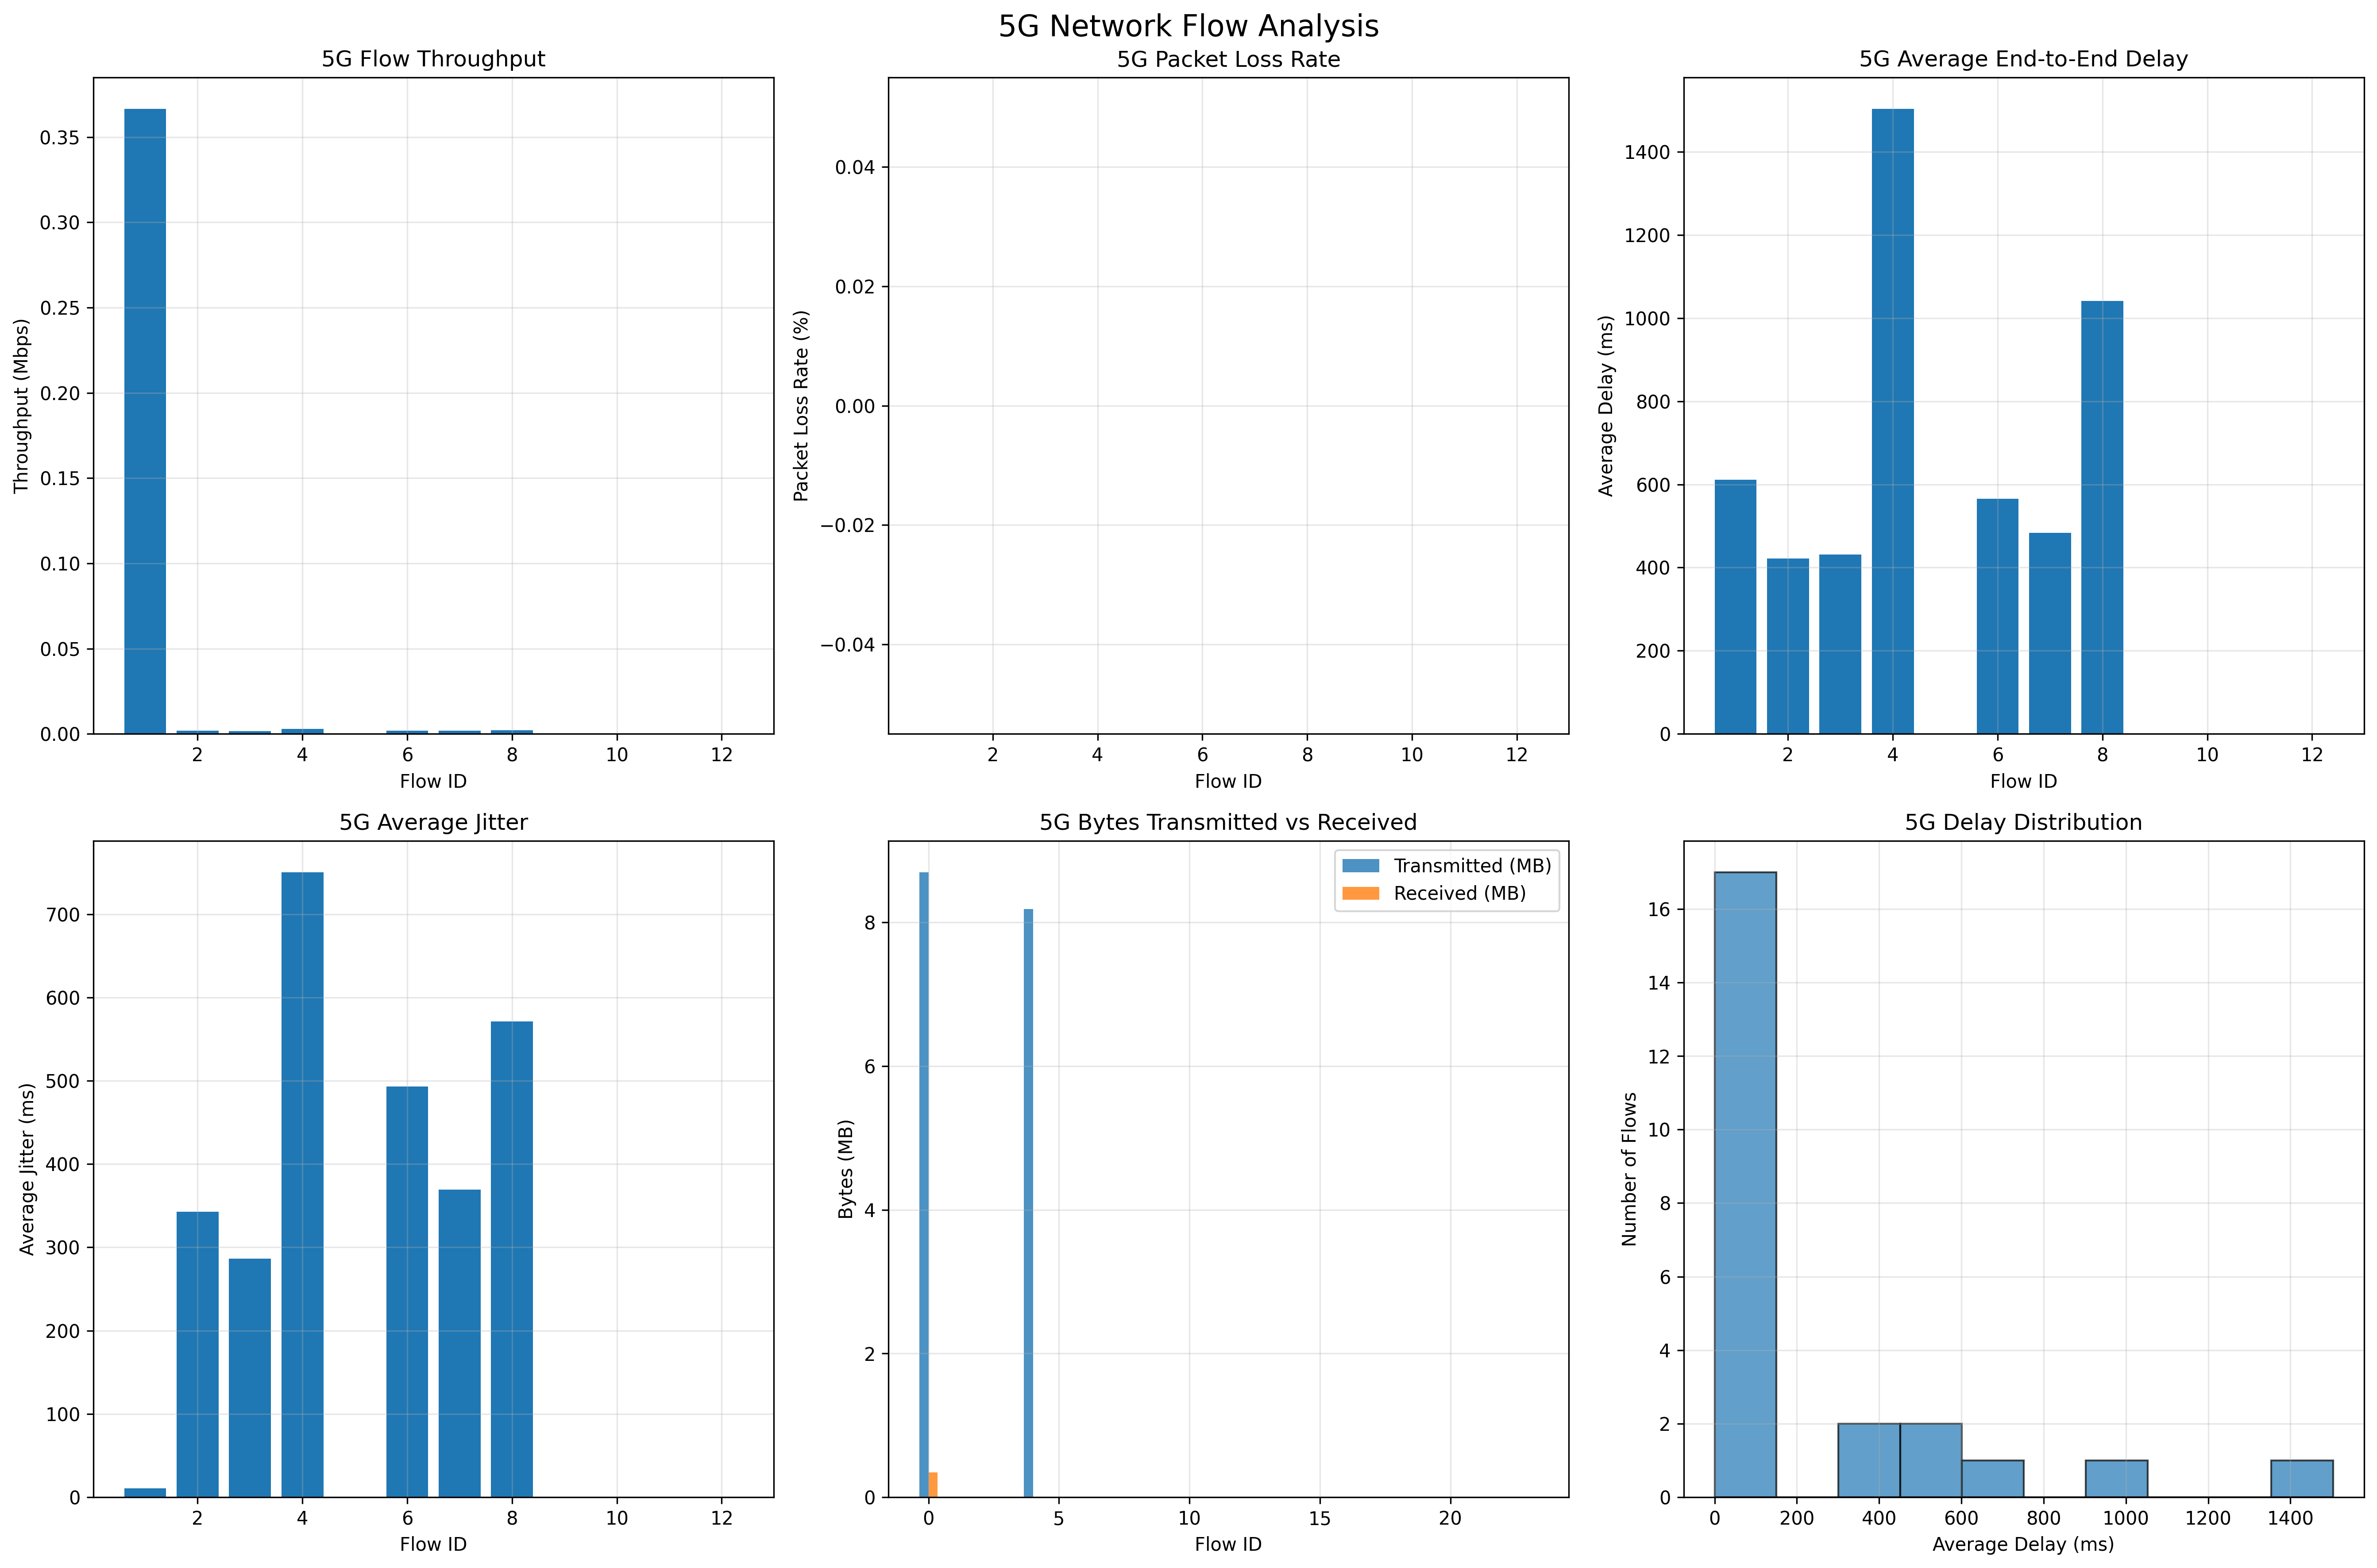 5G Network Flow Analysis
5G Flow Throughput
Throughput (Mbps)
0.35
0.30
0.25
0.20
0.15
0.10
0.05
0.00
2 4 6 8 10 12
Flow ID
5G Packet Loss Rate
Packet Loss Rate (%)
0.04
0.02
0.00
−0.02
−0.04
2 4 6 8 10 12
Flow ID
5G Average End-to-End Delay
Average Delay (ms)
1400
1200
1000
800
600
400
200
0
2 4 6 8 10 12
Flow ID
5G Average Jitter
Average Jitter (ms)
700
600
500
400
300
200
100
0
2 4 6 8 10 12
Flow ID
5G Bytes Transmitted vs Received
Transmitted (MB)
Received (MB)
Bytes (MB)
8
6
4
2
0
0 5 10 15 20
Flow ID
5G Delay Distribution
Number of Flows
16
14
12
10
8
6
4
2
0
0 200 400 600 800 1000 1200 1400
Average Delay (ms)